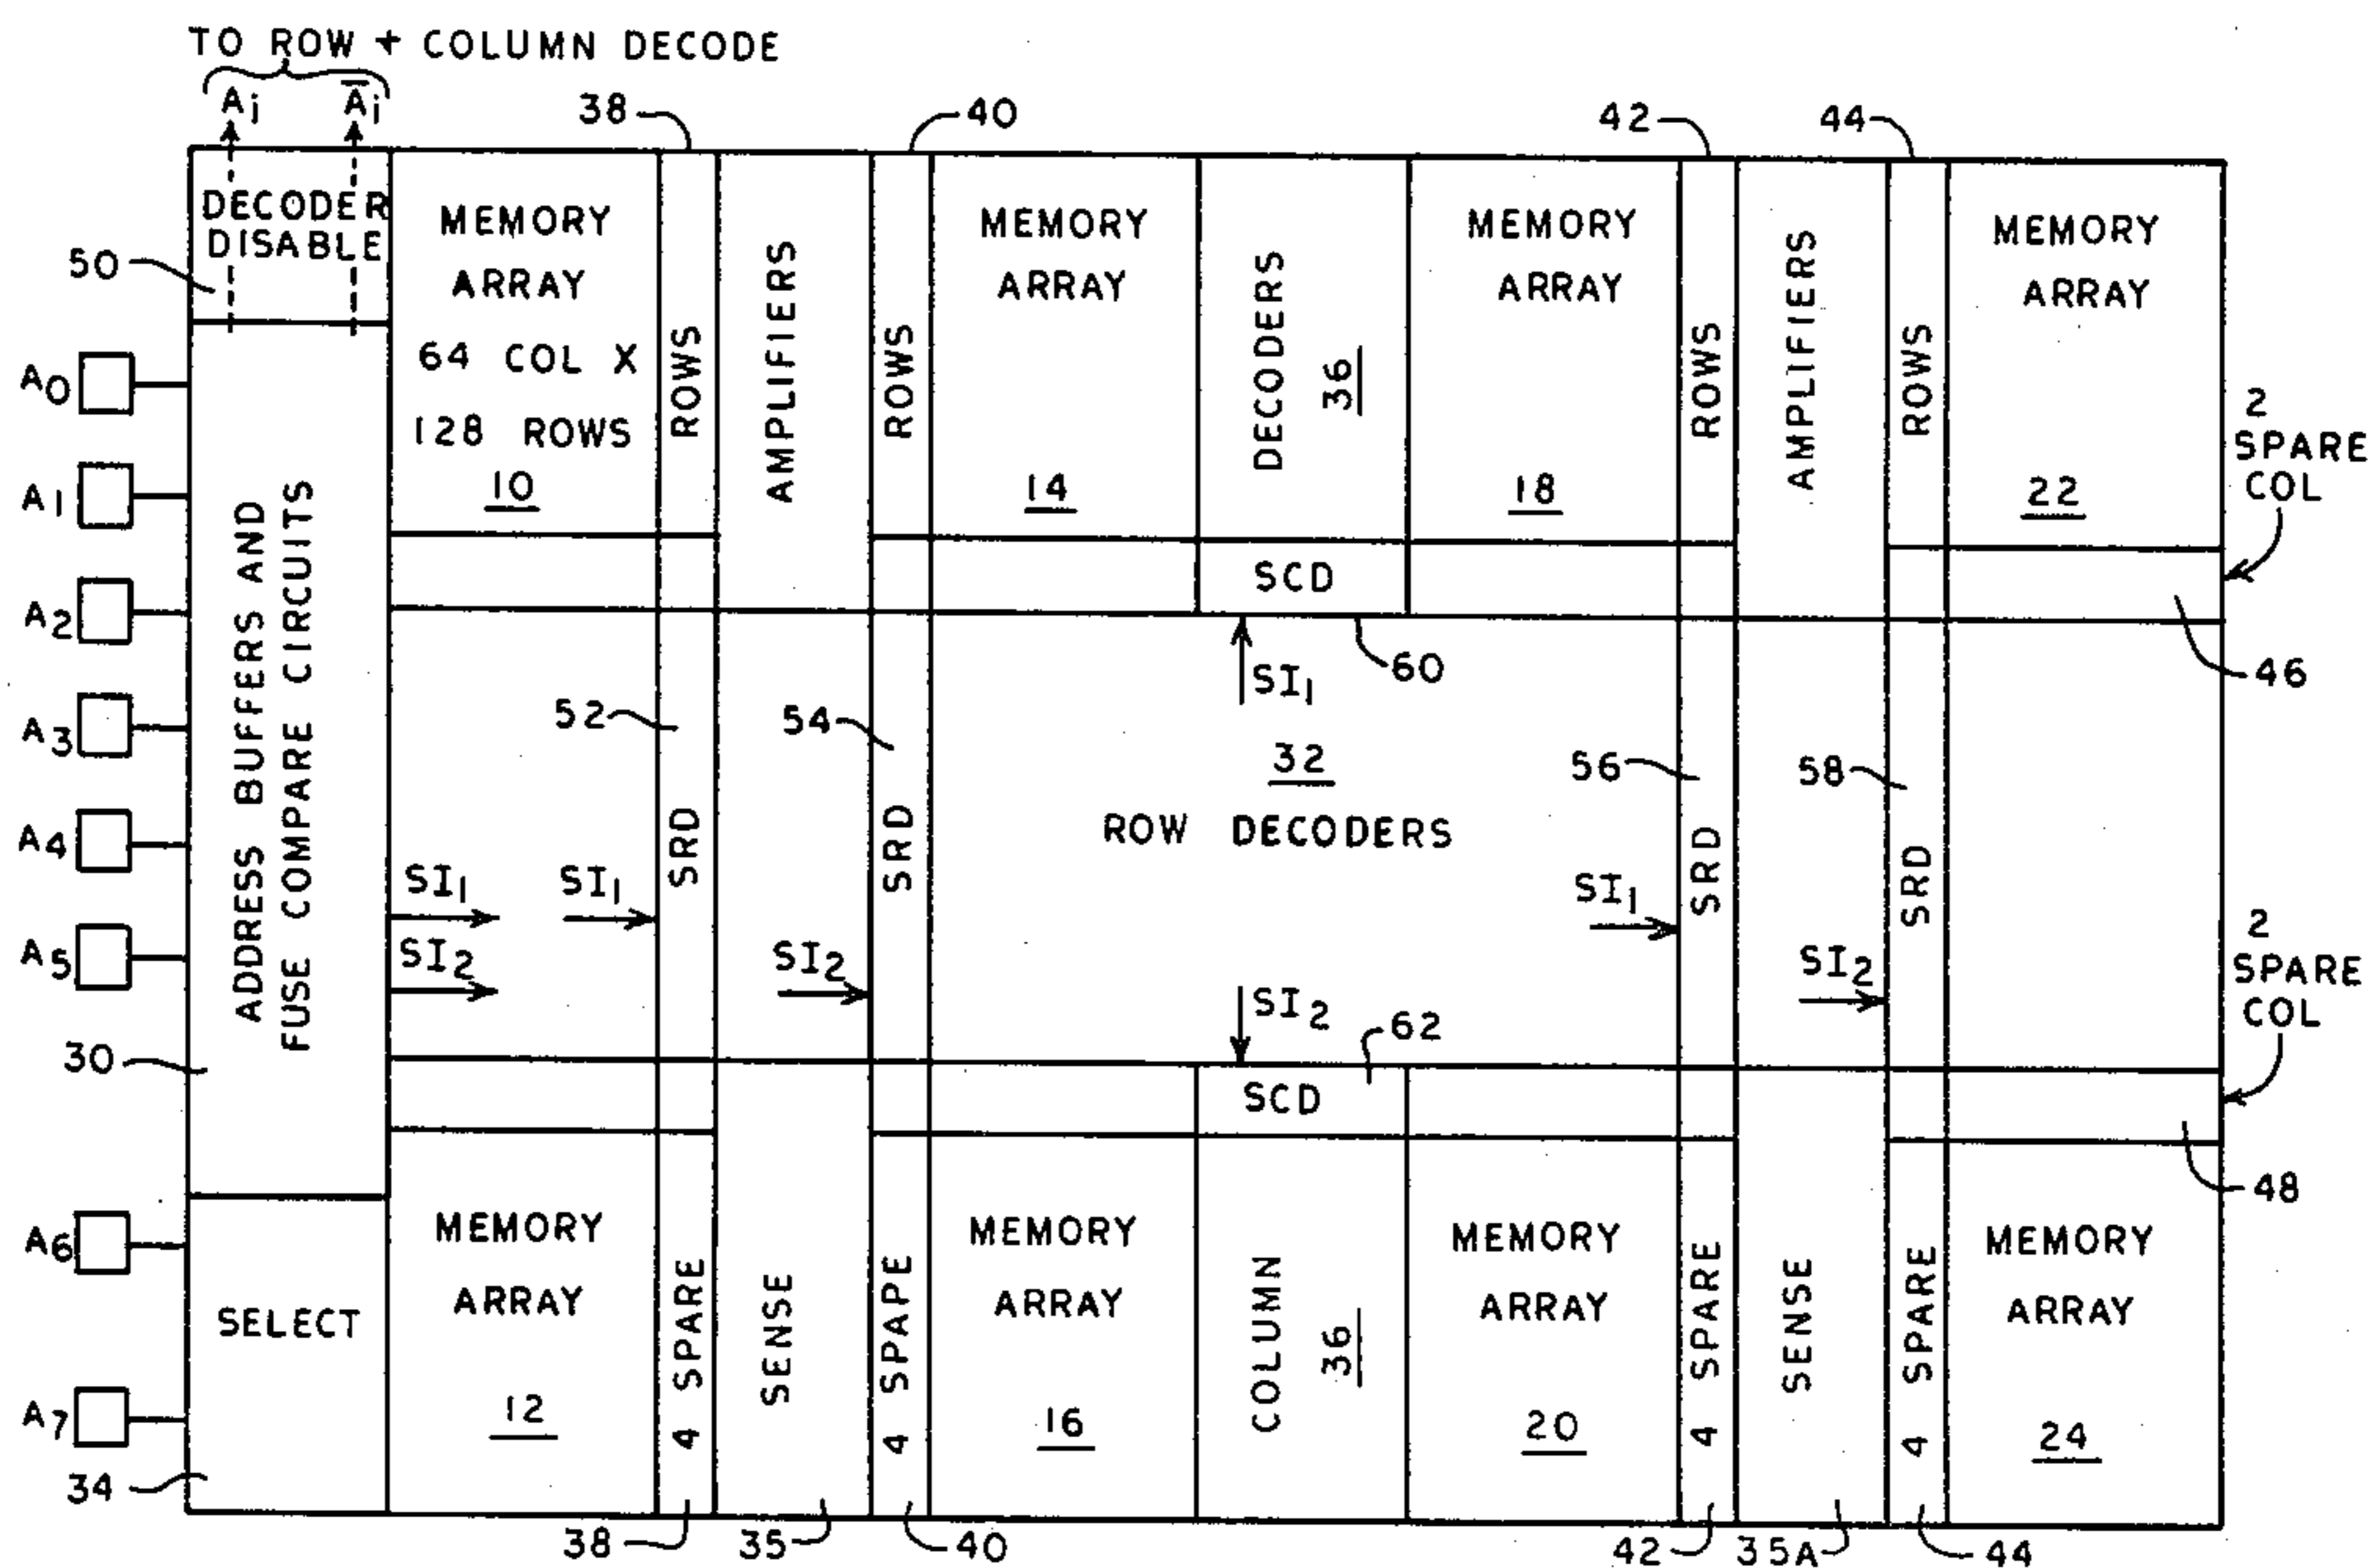 TO ROW + COLUMN DECODE
Aj
A̅j
38
40
42
44
DECODER
DISABLE
50
MEMORY
ARRAY
64 COL X
128 ROWS
10
ROWS
AMPLIFIERS
ROWS
MEMORY
ARRAY
14
DECODERS
36
MEMORY
ARRAY
18
ROWS
AMPLIFIERS
ROWS
MEMORY
ARRAY
22
2
SPARE
COL
A0
A1
A2
A3
A4
A5
A6
A7
ADDRESS BUFFERS AND
FUSE COMPARE CIRCUITS
30
SCD
SI1
60
46
52
54
32
ROW DECODERS
56
58
SRD
SRD
SRD
SRD
SI1
SI1
SI1
SI2
SI2
SI2
SI2
62
SCD
2
SPARE
COL
48
SELECT
34
MEMORY
ARRAY
12
4 SPARE
SENSE
4 SPAPE
MEMORY
ARRAY
16
COLUMN
36
MEMORY
ARRAY
20
4 SPARE
SENSE
4 SPARE
MEMORY
ARRAY
24
38
35
40
42
35A
44